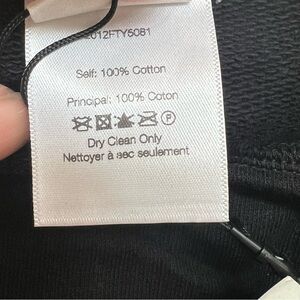 2012FTY5081
Self: 100% Cotton
Principal: 100% Coton
P
Dry Clean Only
Nettoyer à sec seulement